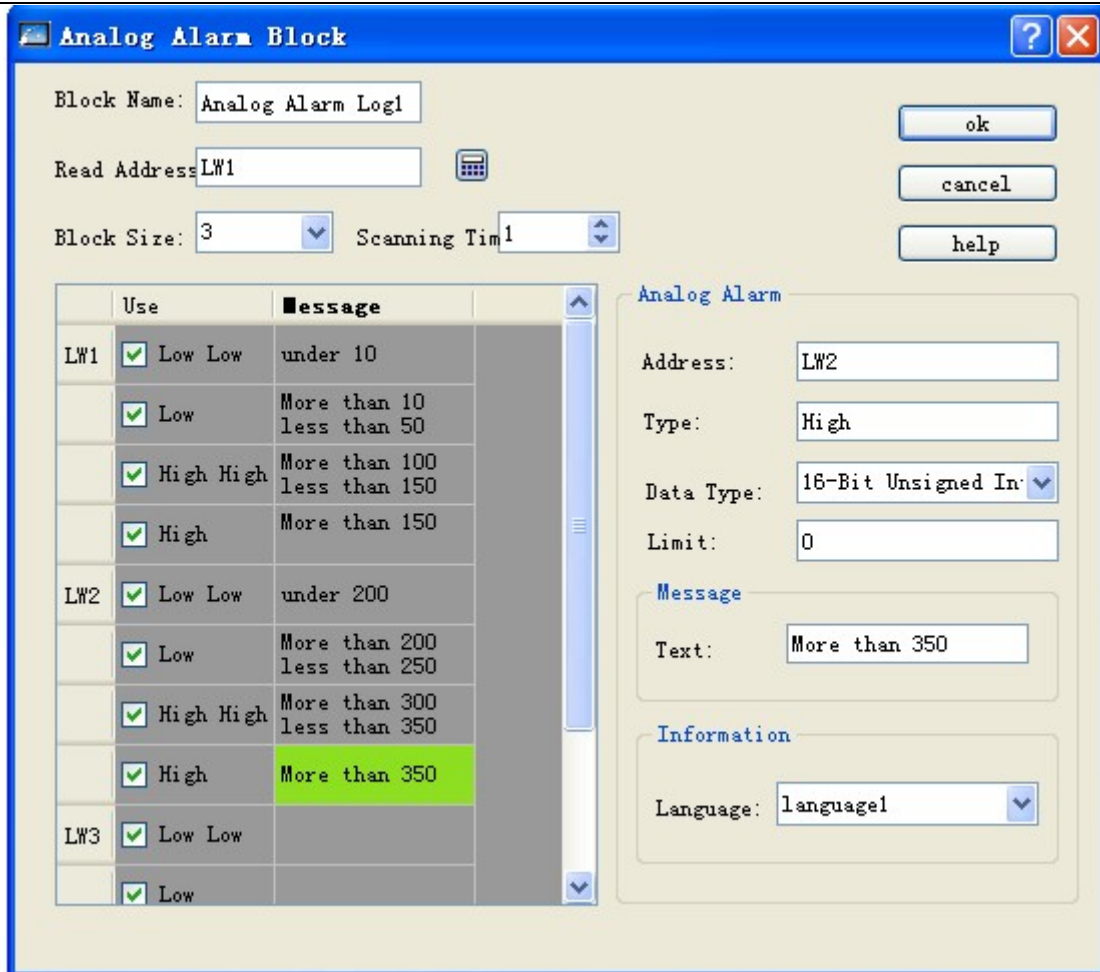 Analog Alarm Block
Block Name: Analog Alarm Log1
ok
Read Address LW1
cancel
Block Size: 3 Scanning Tim 1
help
Use Message
LW1 Low Low under 10
Low More than 10
less than 50
High High More than 100
less than 150
High More than 150
LW2 Low Low under 200
Low More than 200
less than 250
High High More than 300
less than 350
High More than 350
LW3 Low Low
Low
Analog Alarm
Address: LW2
Type: High
Data Type: 16-Bit Unsigned In
Limit: 0
Message
Text: More than 350
Information
Language: language1